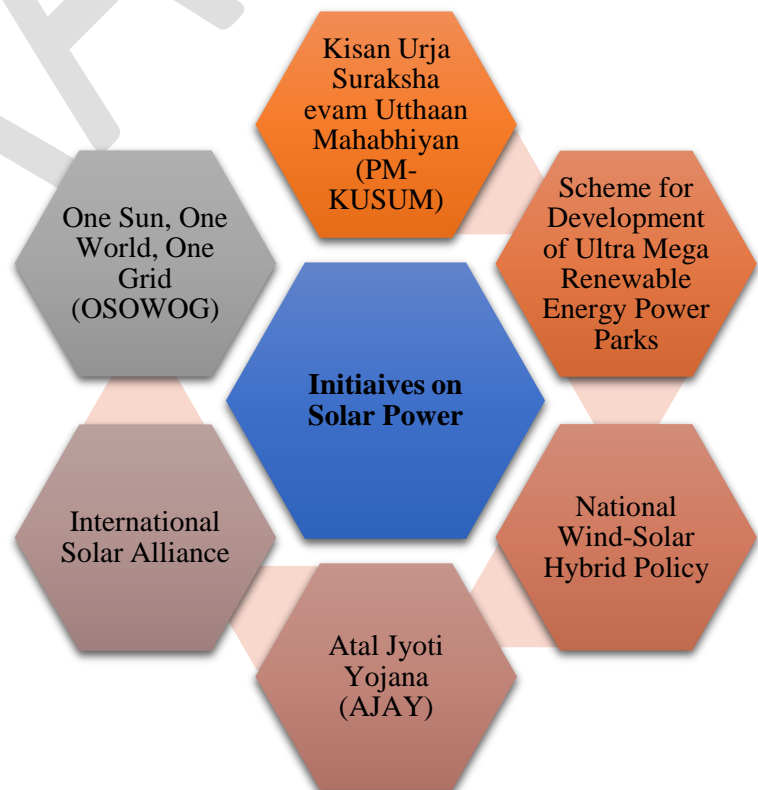 Kisan Urja
Suraksha
evam Utthaan
Mahabhiyan
(PM-
KUSUM)
Scheme for
Development
of Ultra Mega
Renewable
Energy Power
Parks
National
Wind-Solar
Hybrid Policy
Atal Jyoti
Yojana
(AJAY)
International
Solar Alliance
One Sun, One
World, One
Grid
(OSOWOG)
Initiaives on
Solar Power